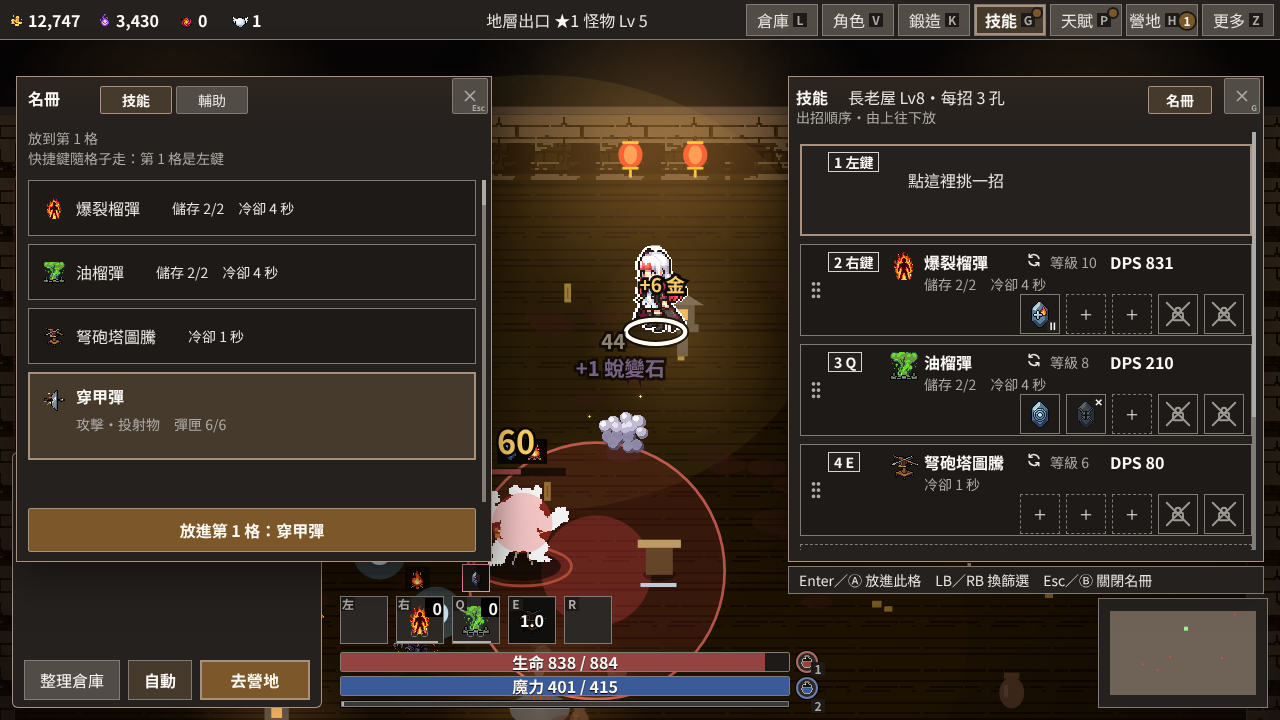 12,747 3,430 0 1
地層出口 ★1 怪物 Lv 5
倉庫 L
角色 V
鍛造 K
技能 G
天賦 P
營地 H 1
更多 Z
名冊 技能 輔助
Esc
放到第 1 格
快捷鍵隨格子走：第 1 格是左鍵
爆裂榴彈 儲存 2/2 冷卻 4 秒
油榴彈 儲存 2/2 冷卻 4 秒
弩砲塔圖騰 冷卻 1 秒
穿甲彈
攻擊・投射物 彈匣 6/6
放進第 1 格：穿甲彈
整理倉庫 自動 去營地
+6 金
44
+1 蛻變石
60
技能 長老屋 Lv8・每招 3 孔
名冊
G
出招順序・由上往下放
1 左鍵
點這裡挑一招
2 右鍵 爆裂榴彈 等級 10 DPS 831
儲存 2/2 冷卻 4 秒
3 Q 油榴彈 等級 8 DPS 210
儲存 2/2 冷卻 4 秒
4 E 弩砲塔圖騰 等級 6 DPS 80
冷卻 1 秒
Enter／Ⓐ 放進此格 LB／RB 換篩選 Esc／Ⓑ 關閉名冊
左 右 0 Q 0 E 1.0 R
生命 838 / 884
1
魔力 401 / 415
2